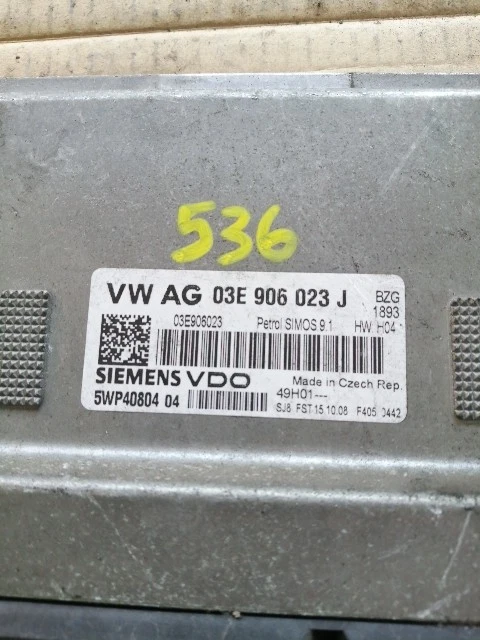 536
VW AG 03E 906 023 J BZG
1893
03E906023 Petrol SIMOS 9.1 HW: H04
SIEMENS VDO Made in Czech Rep.
5WP40804 04 49H01---
SJ8 FST 15.10.08 F405 0442